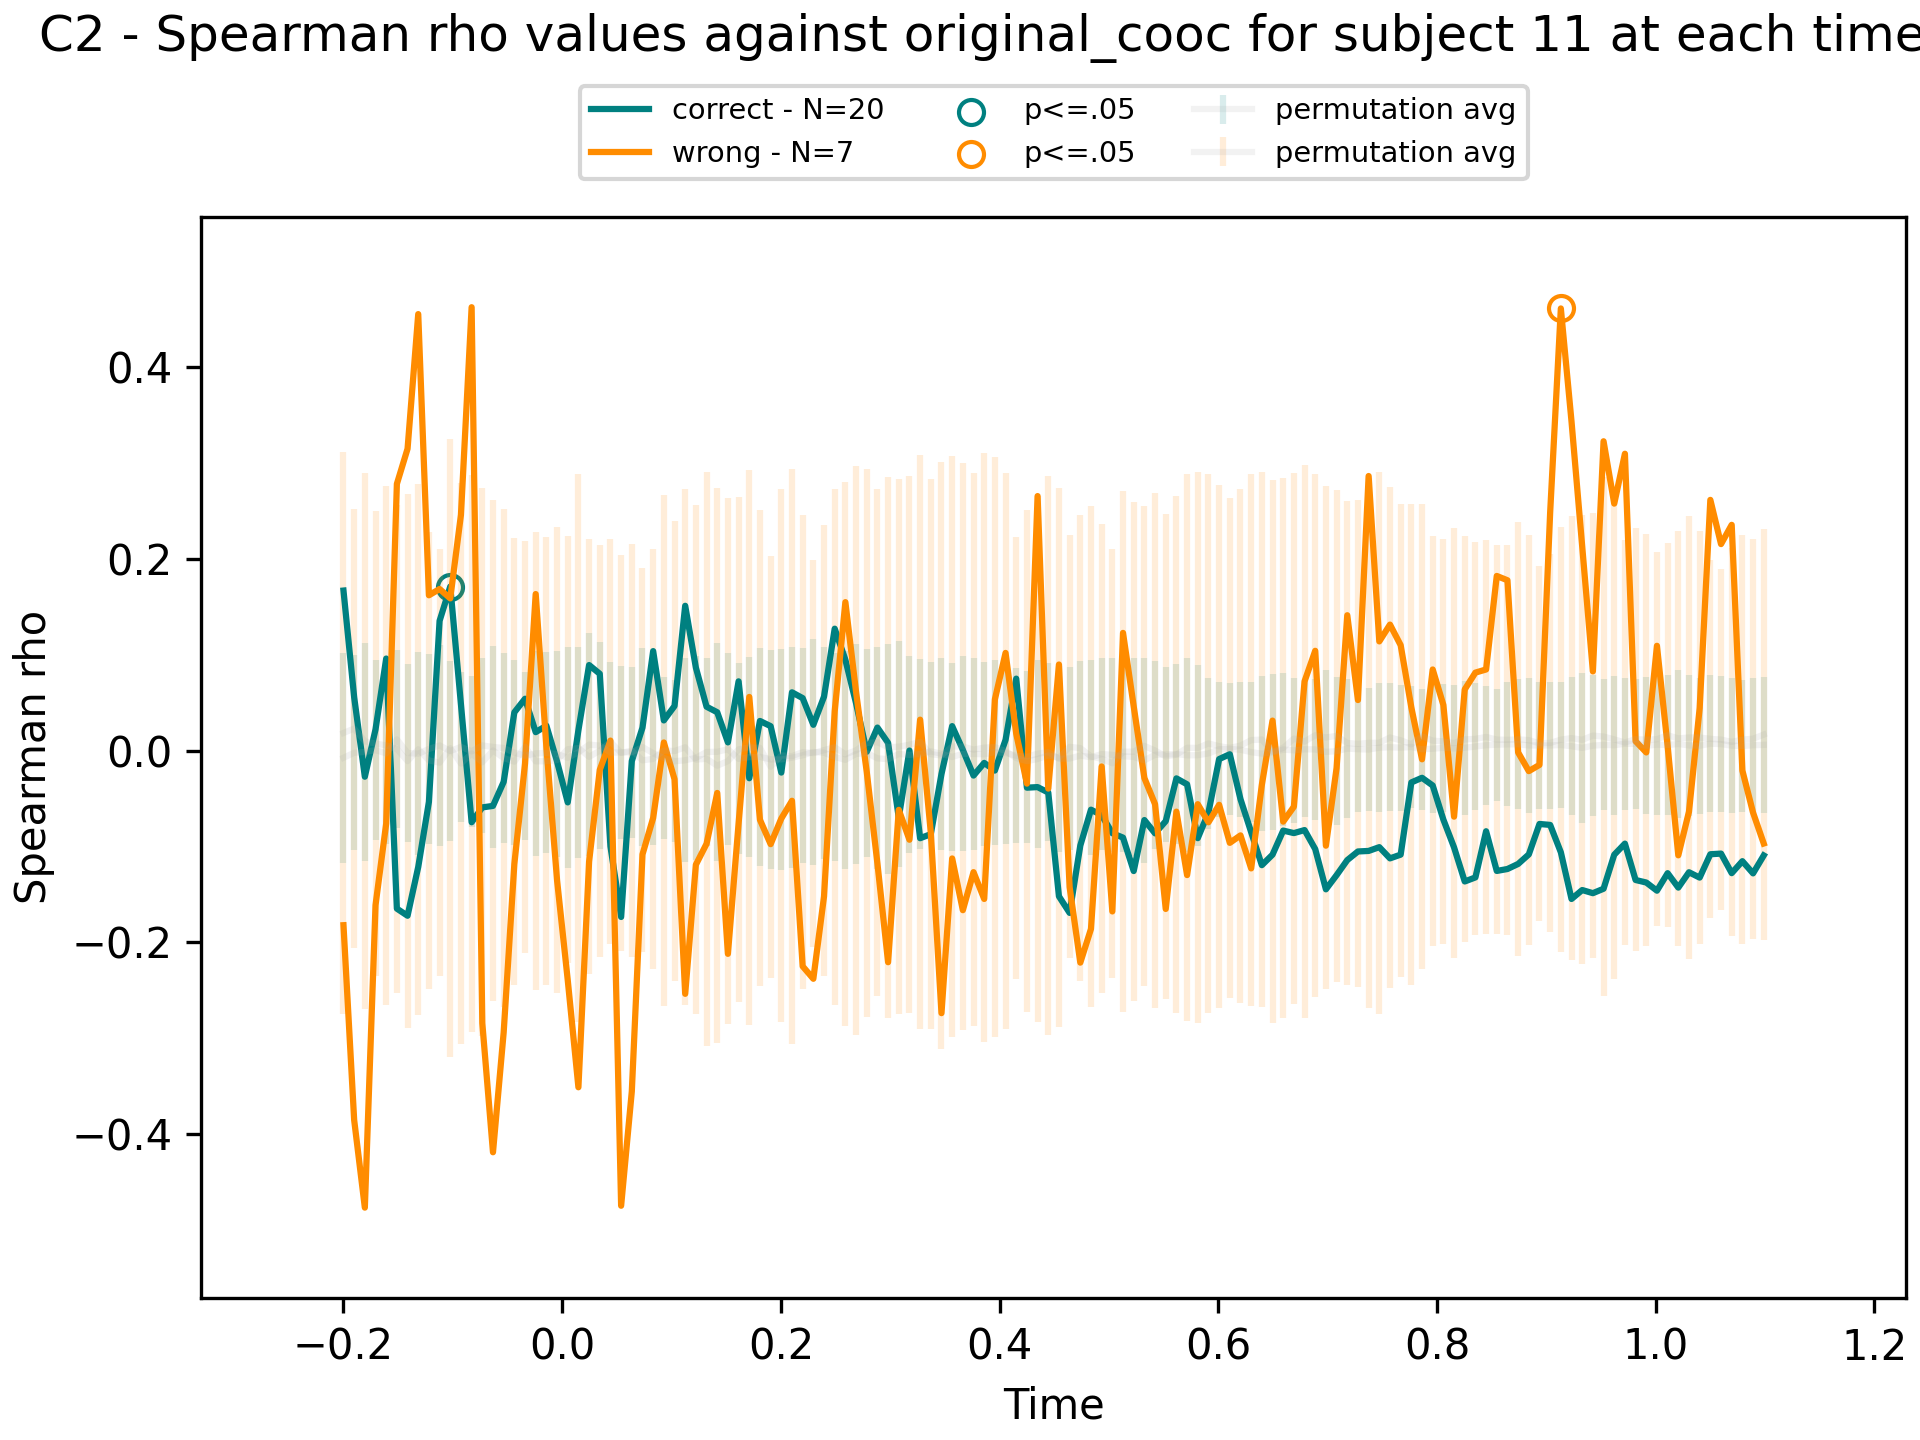 C2 - Spearman rho values against original_cooc for subject 11 at each time
correct - N=20
wrong - N=7
p<=.05
p<=.05
permutation avg
permutation avg
Spearman rho
0.4
0.2
0.0
−0.2
−0.4
−0.2
0.0
0.2
0.4
0.6
0.8
1.0
1.2
Time